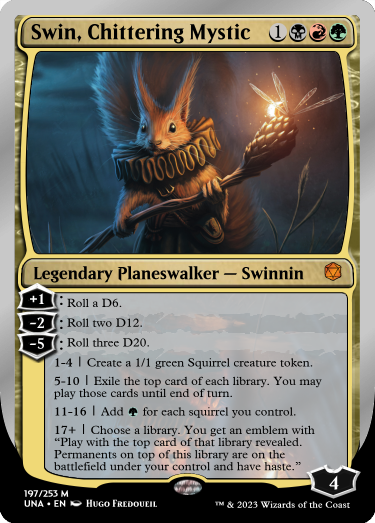 Swin, Chittering Mystic 1
+1 : Roll a D6.
-2 : Roll two D12.
-5 : Roll three D20.
Legendary Planeswalker — Swinnin
1-4 | Create a 1/1 green Squirrel creature token.
5-10 | Exile the top card of each library. You may
play those cards until end of turn.
11-16 | Add for each squirrel you control.
17+ | Choose a library. You get an emblem with
“Play with the top card of that library revealed.
Permanents on top of this library are on the
battlefield under your control and have haste.”
4
197/253 M
UNA • EN HUGO FREDOUEIL
™ & 2023 Wizards of the Coast